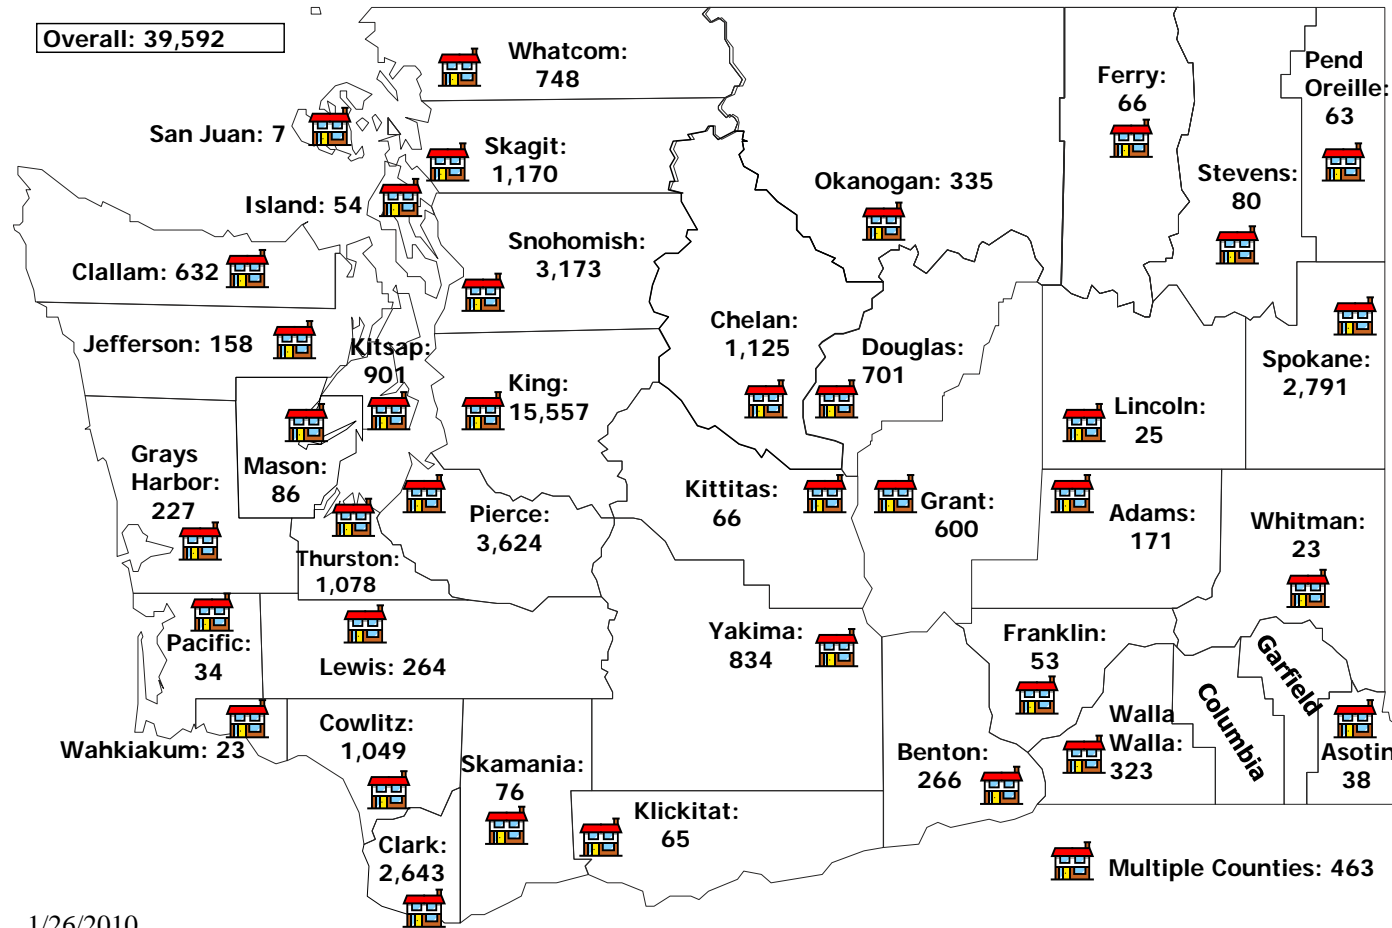 Overall: 39,592
Whatcom:
748
San Juan: 7
Skagit:
1,170
Island: 54
Snohomish:
3,173
Clallam: 632
Jefferson: 158
Kitsap:
901
King:
15,557
Grays
Harbor:
227
Mason:
86
Thurston:
1,078
Pierce:
3,624
Pacific:
34
Lewis: 264
Wahkiakum: 23
Cowlitz:
1,049
Skamania:
76
Clark:
2,643
Klickitat:
65
Okanogan: 335
Chelan:
1,125
Douglas:
701
Kittitas:
66
Grant:
600
Yakima:
834
Benton:
266
Ferry:
66
Stevens:
80
Pend
Oreille:
63
Spokane:
2,791
Lincoln:
25
Adams:
171
Whitman:
23
Franklin:
53
Walla
Walla:
323
Columbia
Garfield
Asotin
38
Multiple Counties: 463
1/26/2010